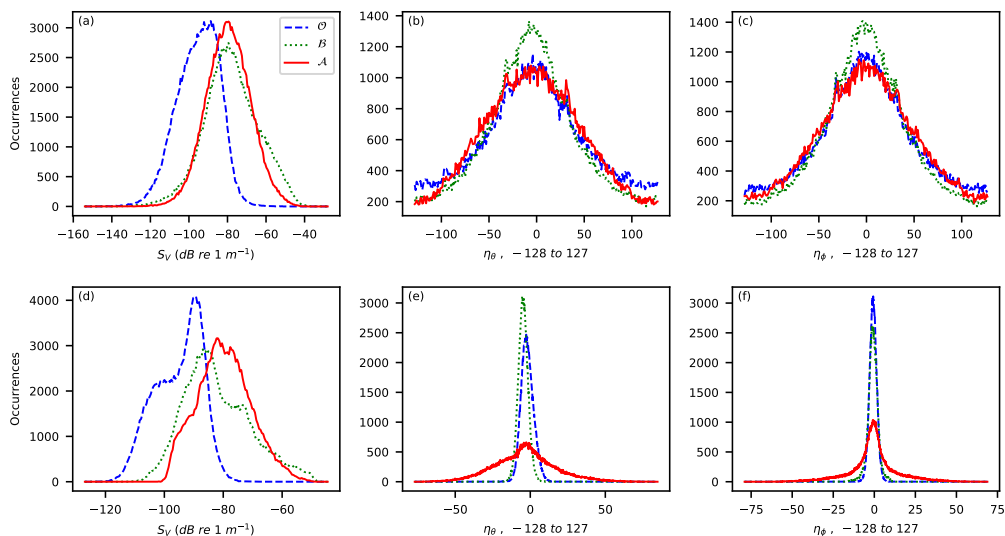 (a)
𝒪
ℬ
𝒜
Occurrences
3000
2500
2000
1500
1000
500
0
−160 −140 −120 −100 −80 −60 −40
S_V (dB re 1 m⁻¹)
(b)
1400
1200
1000
800
600
400
200
−100 −50 0 50 100
η_θ , −128 to 127
(c)
1400
1200
1000
800
600
400
200
−100 −50 0 50 100
η_ϕ , −128 to 127
(d)
Occurrences
4000
3000
2000
1000
0
−120 −100 −80 −60
S_V (dB re 1 m⁻¹)
(e)
3000
2500
2000
1500
1000
500
0
−50 0 50
η_θ , −128 to 127
(f)
3000
2500
2000
1500
1000
500
0
−75 −50 −25 0 25 50 75
η_ϕ , −128 to 127